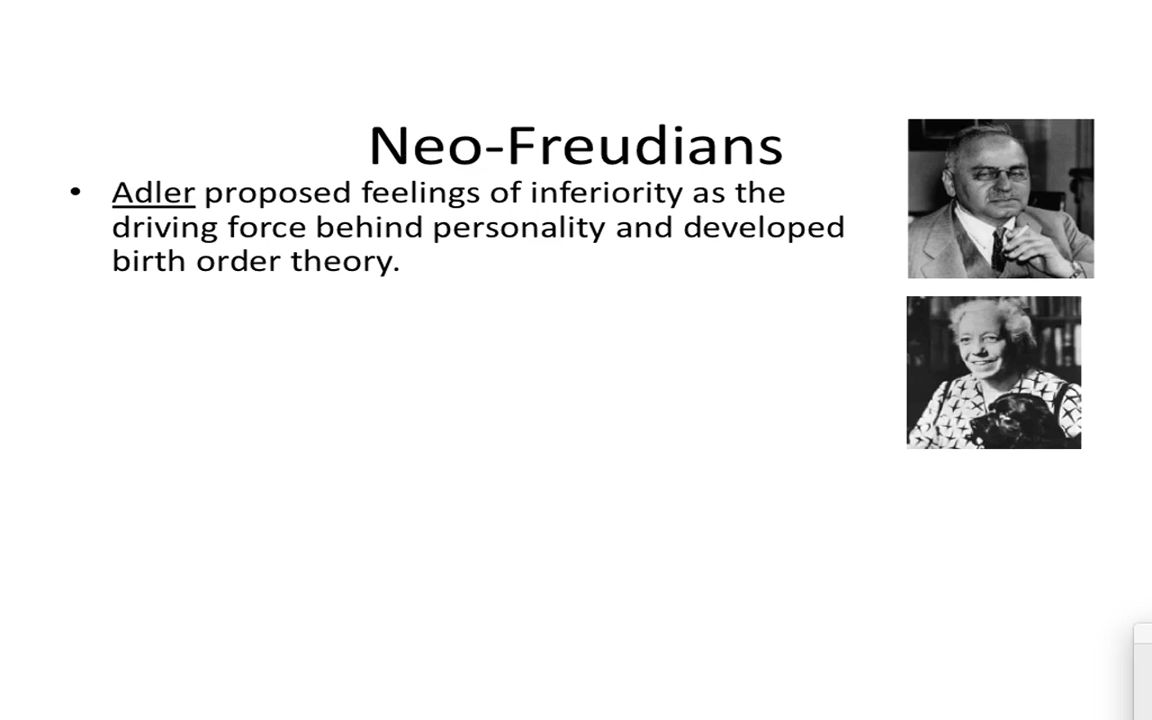 Neo-Freudians
• Adler proposed feelings of inferiority as the
driving force behind personality and developed
birth order theory.